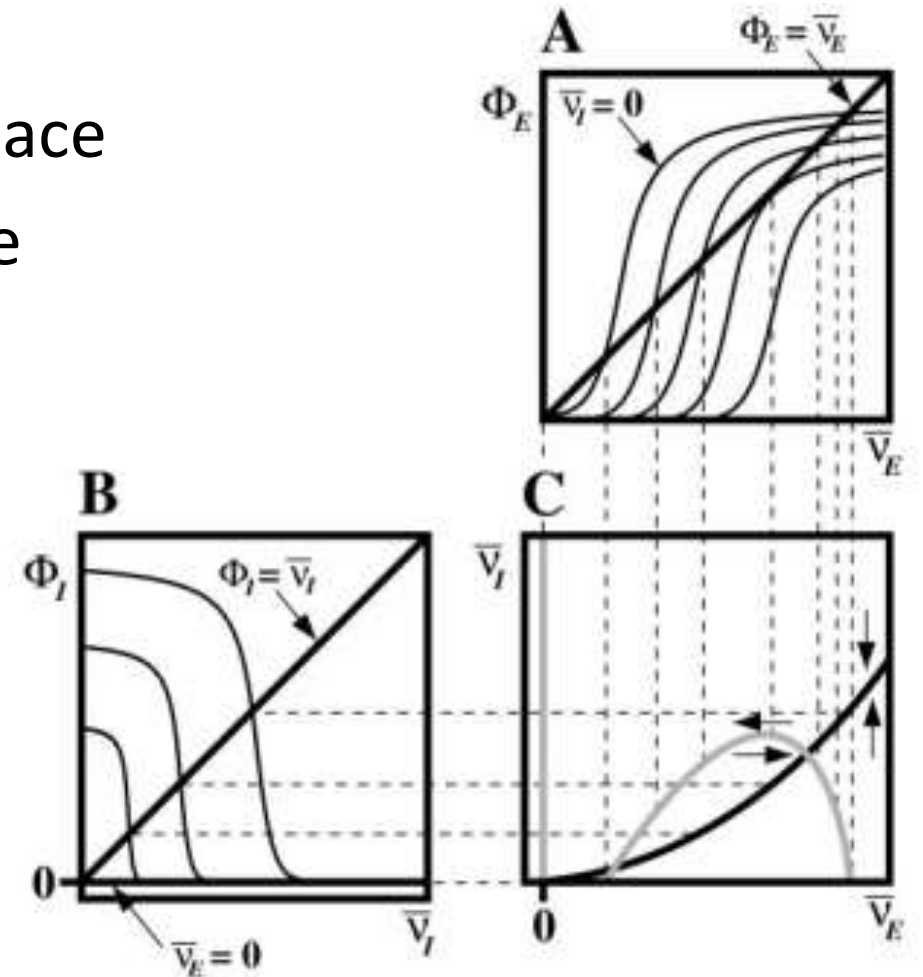 ace
e
A
Φ_E = ν̅_E
Φ_E
ν̅_I = 0
ν̅_E
B
Φ_I
Φ_I = ν̅_I
0
ν̅_I
ν̅_E = 0
C
ν̅_I
0
ν̅_E